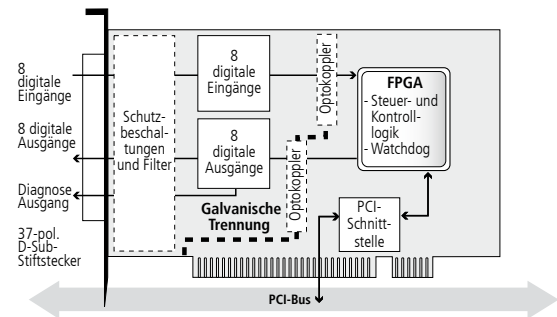 8
digitale
Eingänge
8 digitale
Ausgänge
Diagnose
Ausgang
37-pol.
D-Sub-
Stiftstecker
Schutz-
beschal-
tungen
und Filter
8
digitale
Eingänge
8
digitale
Ausgänge
Optokoppler
Optokoppler
Galvanische
Trennung
FPGA
- Steuer- und
Kontroll-
logik
- Watchdog
PCI-
Schnitt-
stelle
PCI-Bus